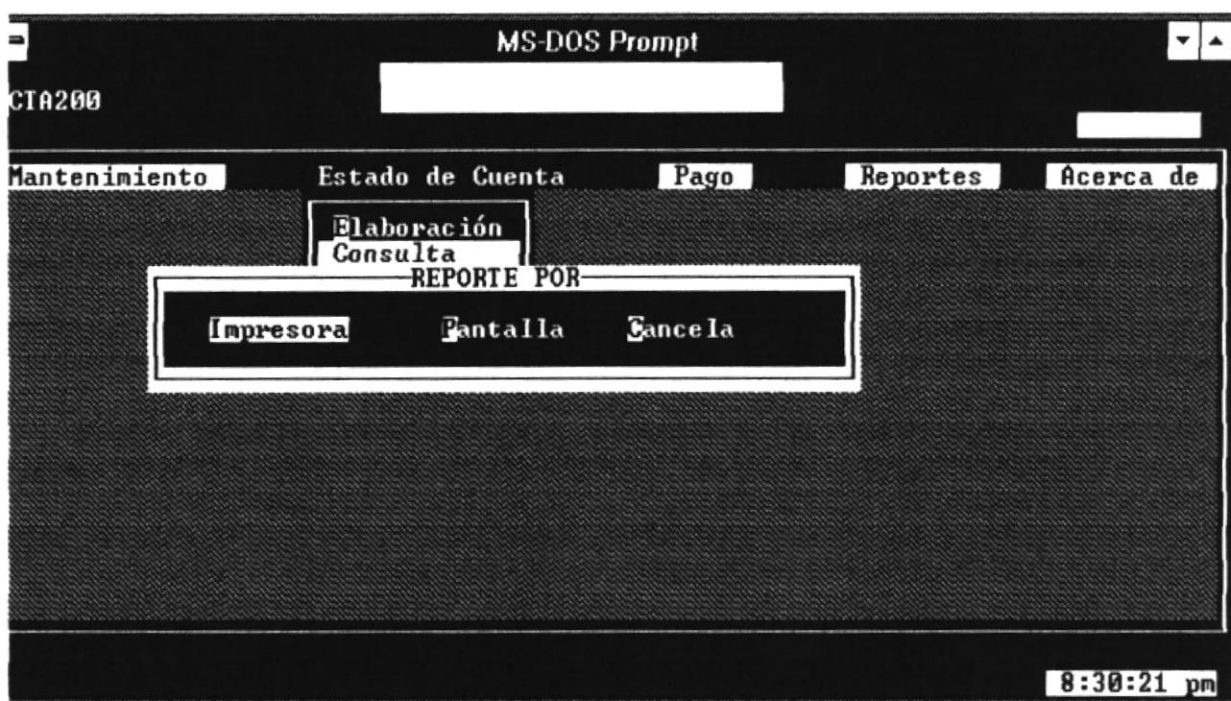 MS-DOS Prompt
CTA200
Mantenimiento Estado de Cuenta Pago Reportes Acerca de
Elaboración
Consulta
REPORTE POR
Impresora Pantalla Cancela
8:30:21 pm